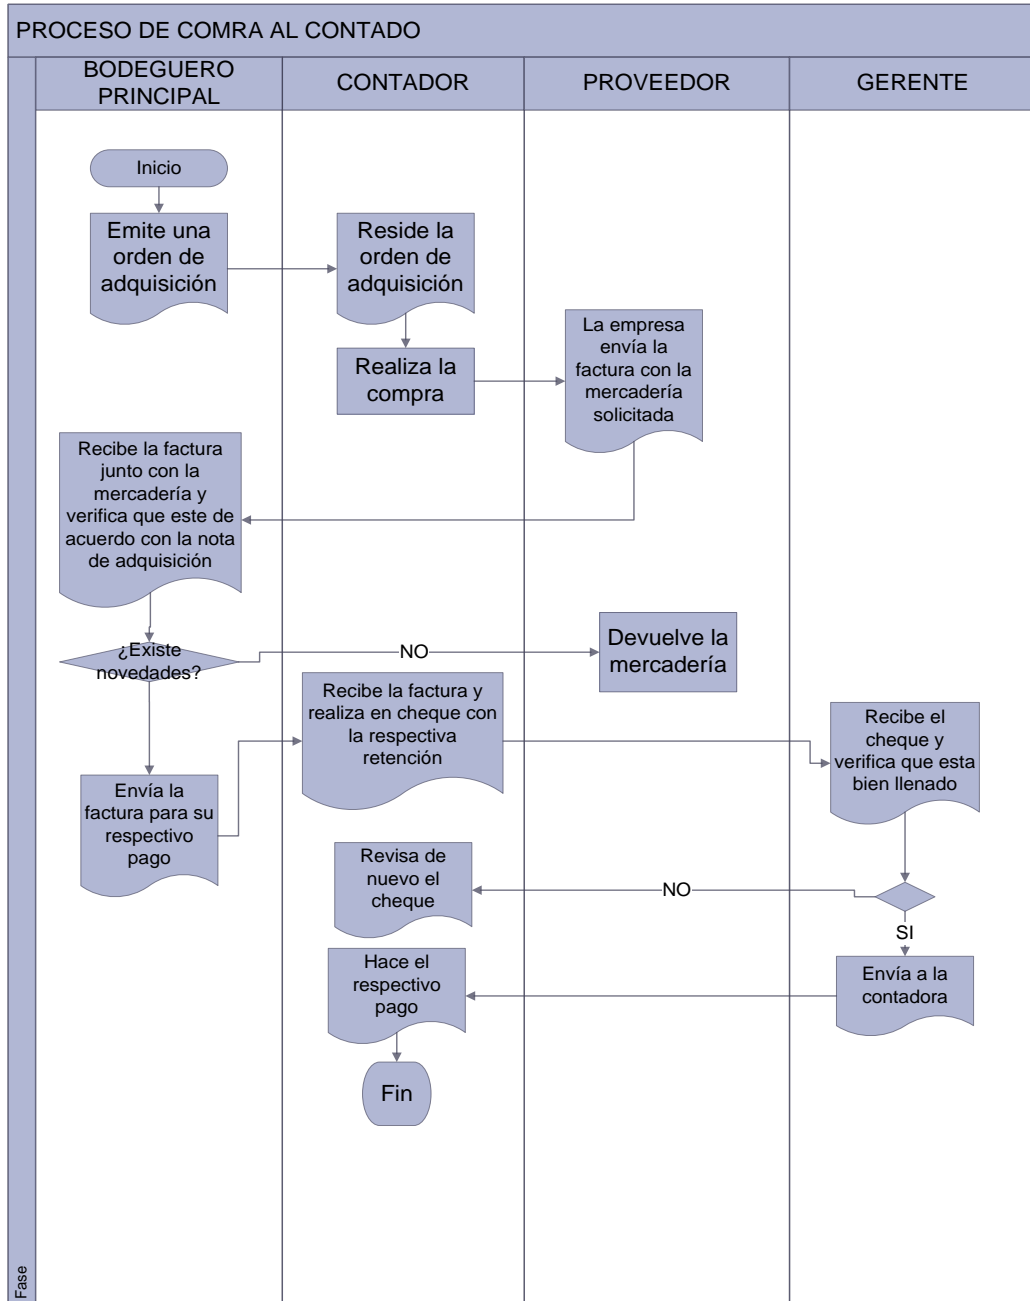 PROCESO DE COMRA AL CONTADO
BODEGUERO
PRINCIPAL
CONTADOR
PROVEEDOR
GERENTE
Inicio
Emite una
orden de
adquisición
Reside la
orden de
adquisición
La empresa
envía la
factura con la
mercadería
solicitada
Realiza la
compra
Recibe la factura
junto con la
mercadería y
verifica que este de
acuerdo con la nota
de adquisición
¿Existe
novedades?
NO
Devuelve la
mercadería
Recibe la factura y
realiza en cheque con
la respectiva
retención
Recibe el
cheque y
verifica que esta
bien llenado
Envía la
factura para su
respectivo
pago
Revisa de
nuevo el
cheque
NO
SI
Hace el
respectivo
pago
Envía a la
contadora
Fin
Fase